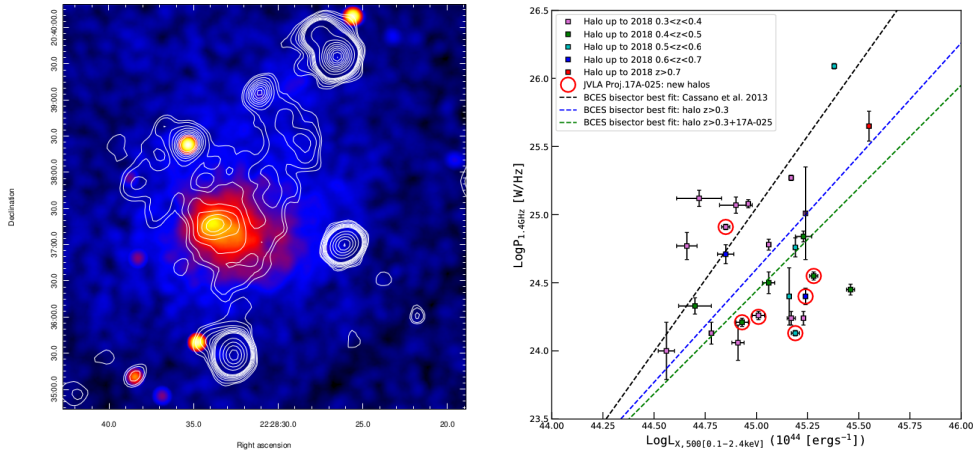 20:40:00.0
30.0
39:00.0
30.0
38:00.0
30.0
37:00.0
30.0
36:00.0
30.0
35:00.0
Declination
40.0
35.0
22:28:30.0
25.0
20.0
Right ascension
26.5
26.0
25.5
25.0
24.5
24.0
23.5
LogP1.4GHz [W/Hz]
Halo up to 2018 0.3<z<0.4
Halo up to 2018 0.4<z<0.5
Halo up to 2018 0.5<z<0.6
Halo up to 2018 0.6<z<0.7
Halo up to 2018 z>0.7
JVLA Proj.17A-025: new halos
BCES bisector best fit: Cassano et al. 2013
BCES bisector best fit: halo z>0.3
BCES bisector best fit: halo z>0.3+17A-025
44.00
44.25
44.50
44.75
45.00
45.25
45.50
45.75
46.00
LogLX,500[0.1−2.4keV] (10⁴⁴ [ergs⁻¹)